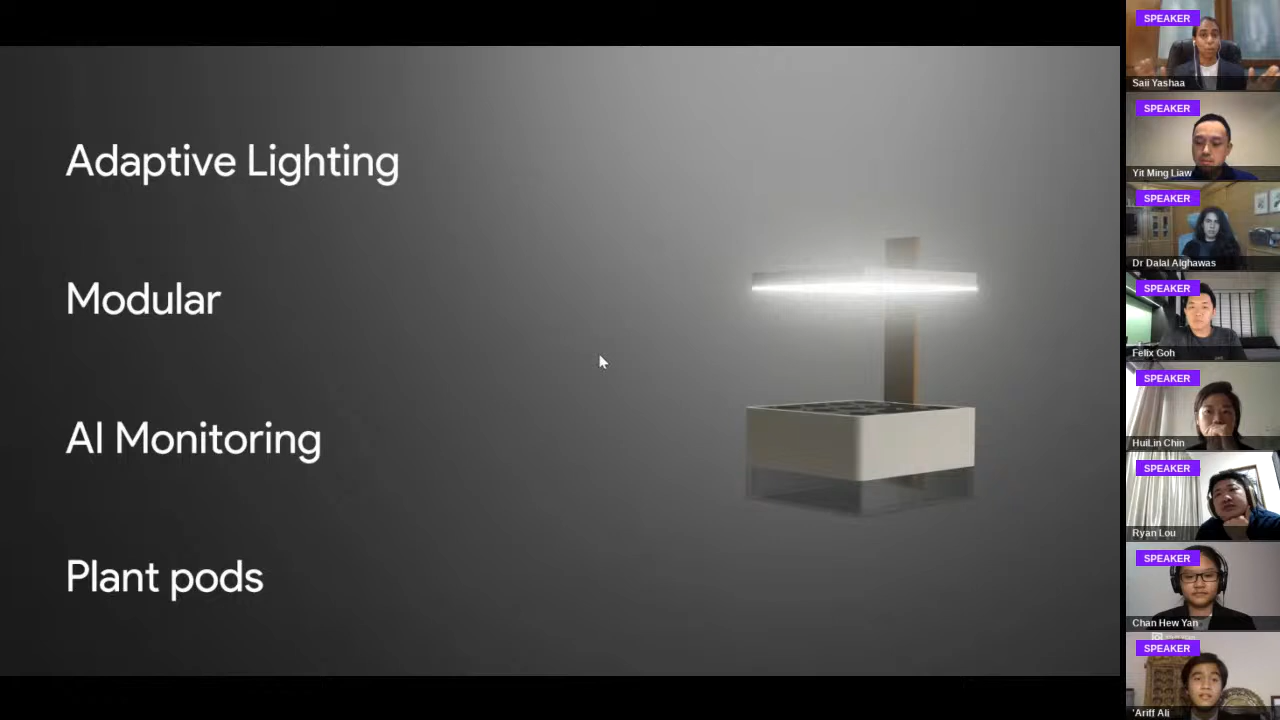 Adaptive Lighting
Modular
AI Monitoring
Plant pods
SPEAKER
Saii Yashaa
SPEAKER
Yit Ming Liaw
SPEAKER
Dr Dalal Alghawas
SPEAKER
Felix Goh
SPEAKER
HuiLin Chin
SPEAKER
Ryan Lou
SPEAKER
Chan Hew Yan
SPEAKER
'Ariff Ali